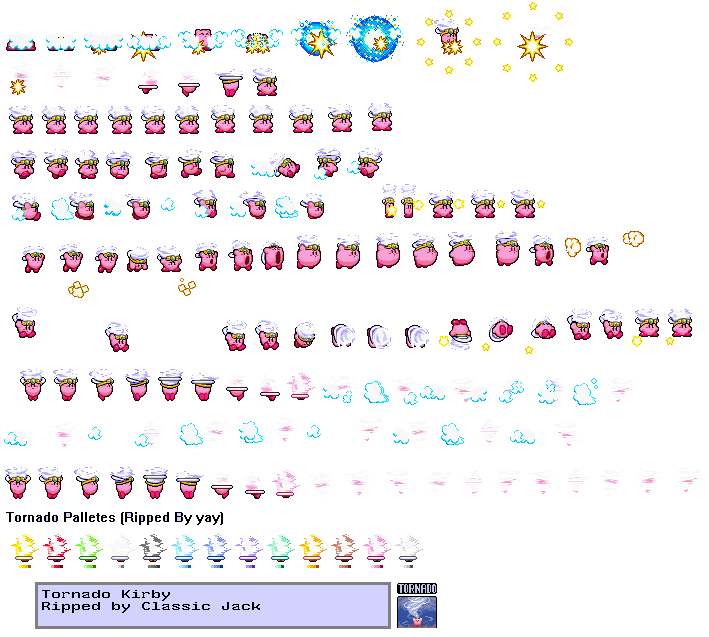 Tornado Palletes (Ripped By yay)
Tornado Kirby
Ripped by Classic Jack
TORNADO